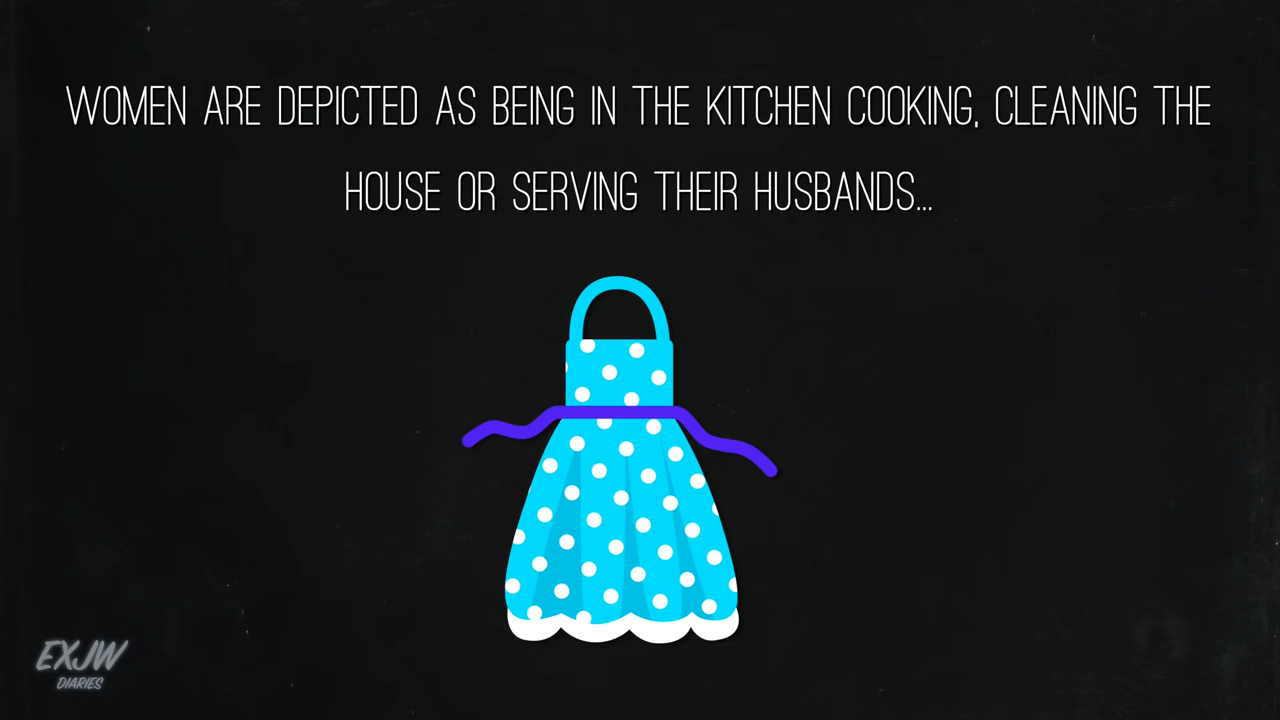 WOMEN ARE DEPICTED AS BEING IN THE KITCHEN COOKING, CLEANING THE
HOUSE OR SERVING THEIR HUSBANDS...
EXJW
DIARIES